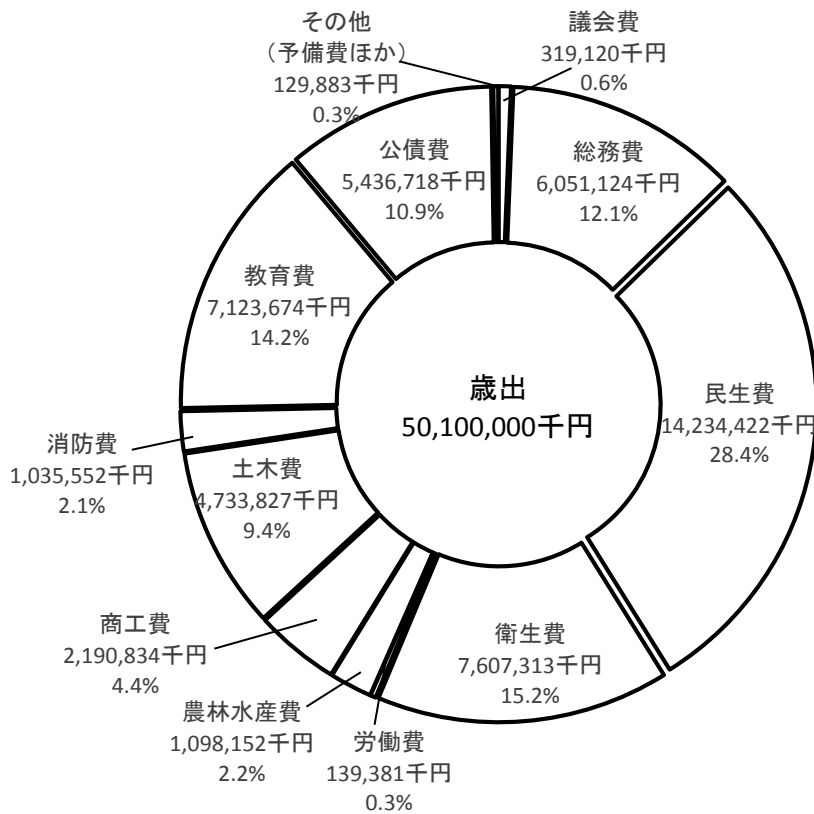 その他
（予備費ほか）
129,883千円
0.3%
議会費
319,120千円
0.6%
公債費
5,436,718千円
10.9%
総務費
6,051,124千円
12.1%
教育費
7,123,674千円
14.2%
歳出
50,100,000千円
民生費
14,234,422千円
28.4%
消防費
1,035,552千円
2.1%
土木費
4,733,827千円
9.4%
商工費
2,190,834千円
4.4%
衛生費
7,607,313千円
15.2%
農林水産費
1,098,152千円
2.2%
労働費
139,381千円
0.3%